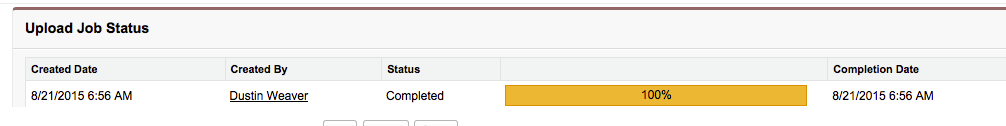 Upload Job Status
Created Date Created By Status Completion Date
8/21/2015 6:56 AM Dustin Weaver Completed 100% 8/21/2015 6:56 AM